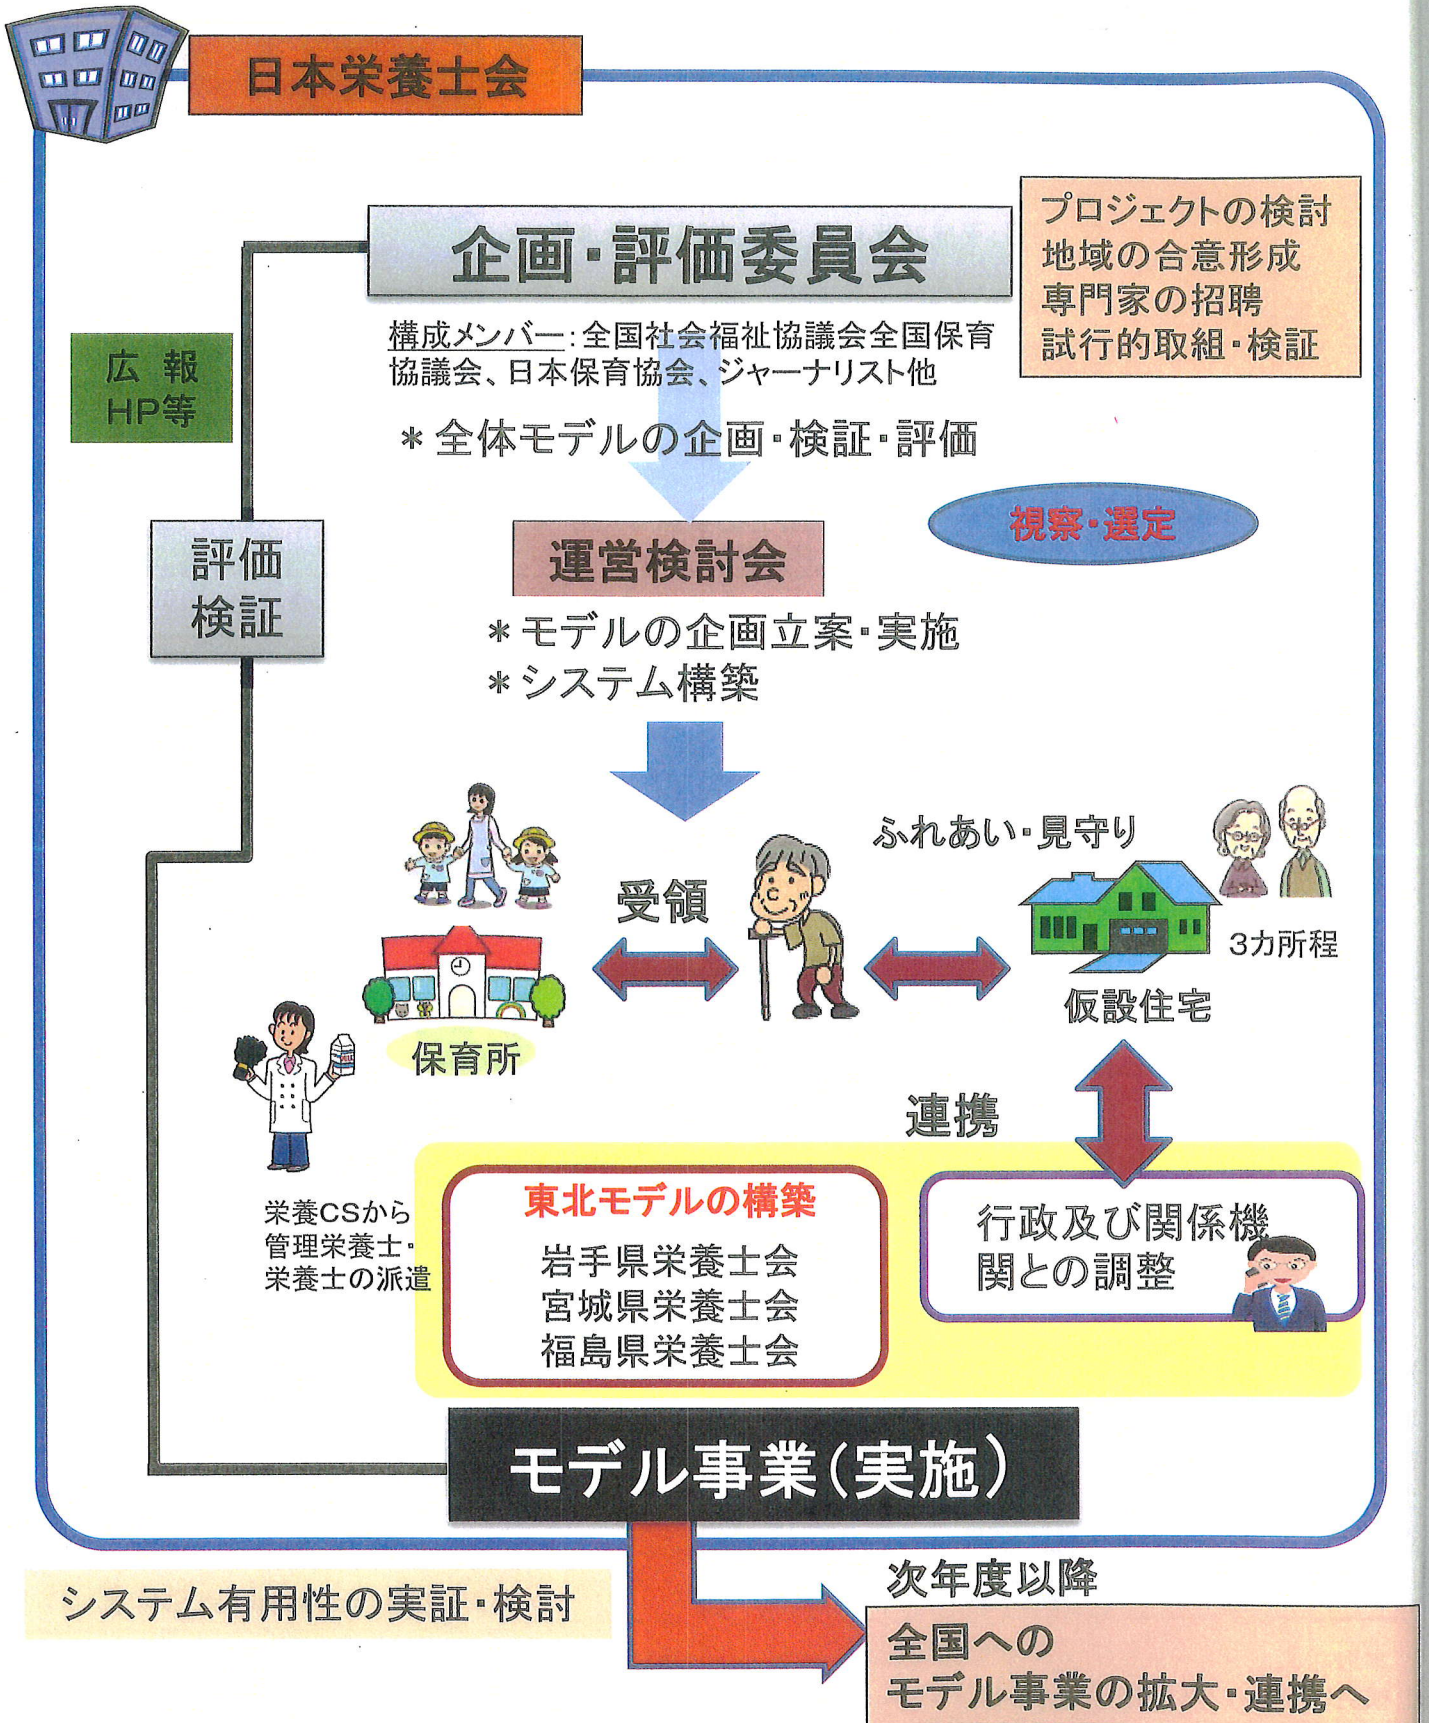 日本栄養士会
企画・評価委員会
プロジェクトの検討
地域の合意形成
専門家の招聘
試行的取組・検証
構成メンバー：全国社会福祉協議会全国保育
協議会、日本保育協会、ジャーナリスト他
＊全体モデルの企画・検証・評価
広 報
HP等
視察・選定
評価
検証
運営検討会
＊モデルの企画立案・実施
＊システム構築
ふれあい・見守り
受領
3カ所程
仮設住宅
保育所
連携
栄養CSから
管理栄養士・
栄養士の派遣
東北モデルの構築
岩手県栄養士会
宮城県栄養士会
福島県栄養士会
行政及び関係機
関との調整
モデル事業（実施）
システム有用性の実証・検討
次年度以降
全国への
モデル事業の拡大・連携へ